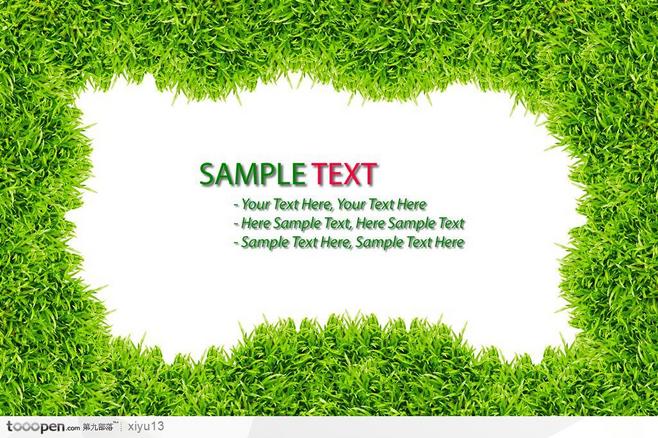 SAMPLE TEXT
- Your Text Here, Your Text Here
- Here Sample Text, Here Sample Text
- Sample Text Here, Sample Text Here
tooopen.com 第九部落 xiyu13